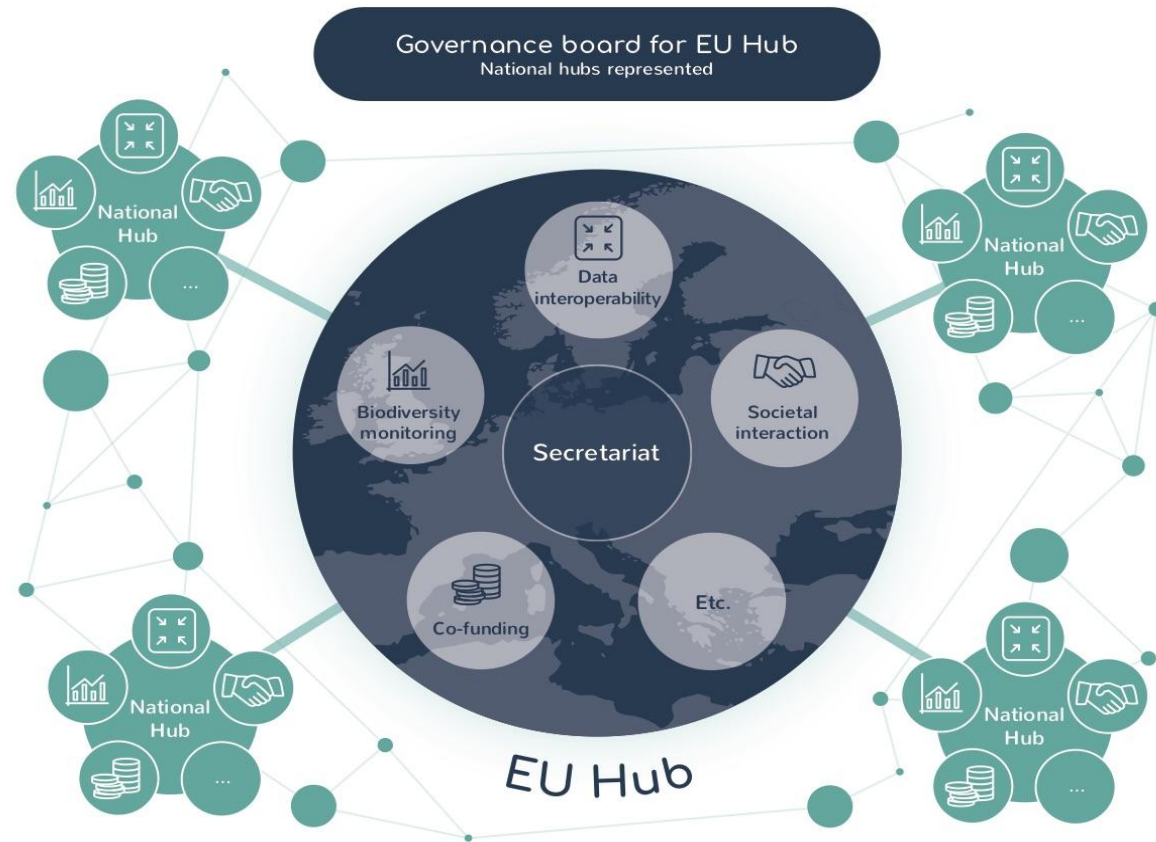 Governance board for EU Hub
National hubs represented
National
Hub
...
National
Hub
...
Data
interoperability
Biodiversity
monitoring
Societal
interaction
Secretariat
Co-funding
Etc.
National
Hub
...
National
Hub
...
EU Hub